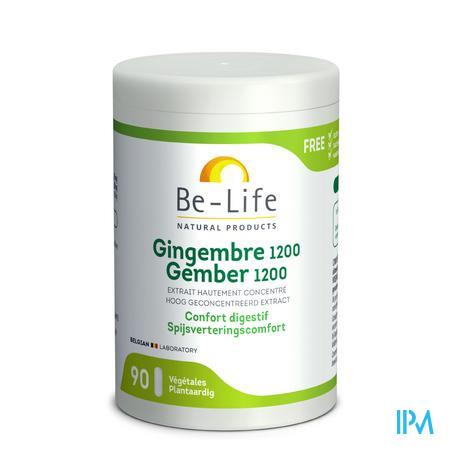 FREE
Be-Life
NATURAL PRODUCTS
Gingembre 1200
Gember 1200
EXTRAIT HAUTEMENT CONCENTRÉ
HOOG GECONCENTREERD EXTRACT
Confort digestif
Spijsverteringscomfort
BELGIAN LABORATORY
90 Végétales
Plantaardig
IPM